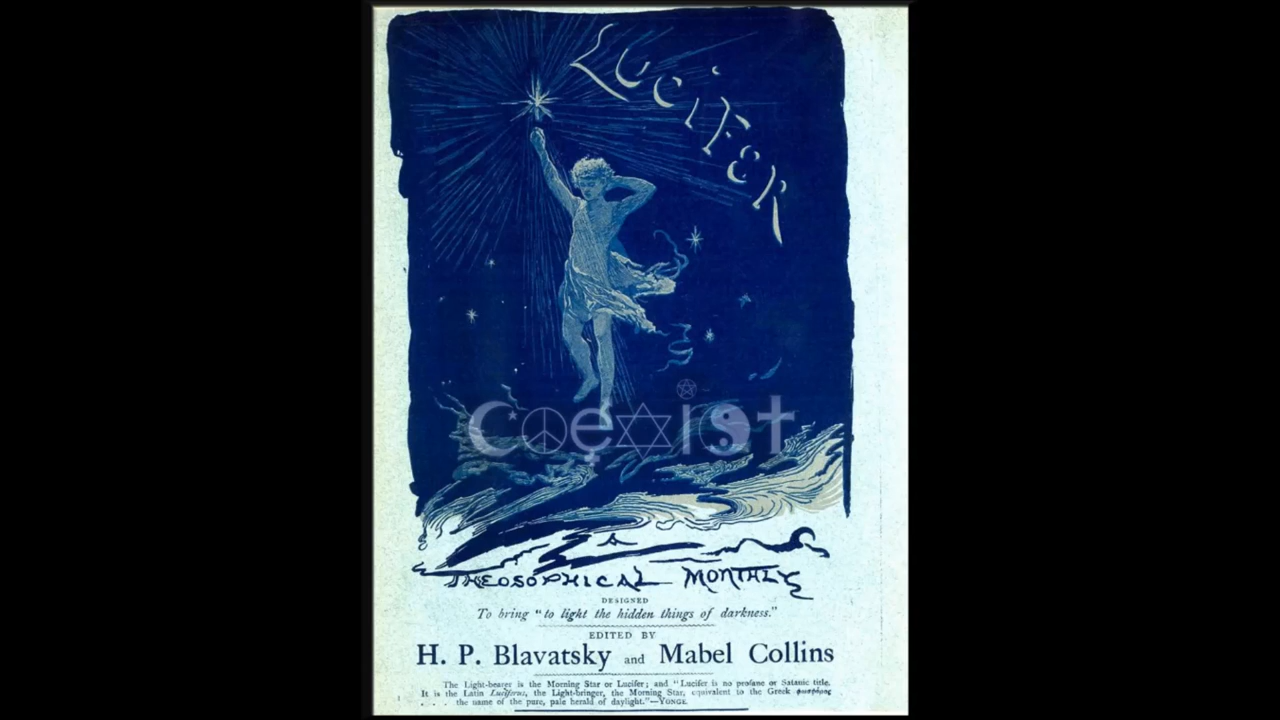 LUCIFER
coexist
A
THEOSOPHICAL MONTHLY
DESIGNED
To bring "to light the hidden things of darkness."
EDITED BY
H. P. Blavatsky and Mabel Collins
The Light-bearer is the Morning Star or Lucifer; and "Lucifer is no profane or Satanic title.
It is the Latin Luciferus, the Light-bringer, the Morning Star, equivalent to the Greek
. . . . the name of the pure, pale herald of daylight."—YONGE.